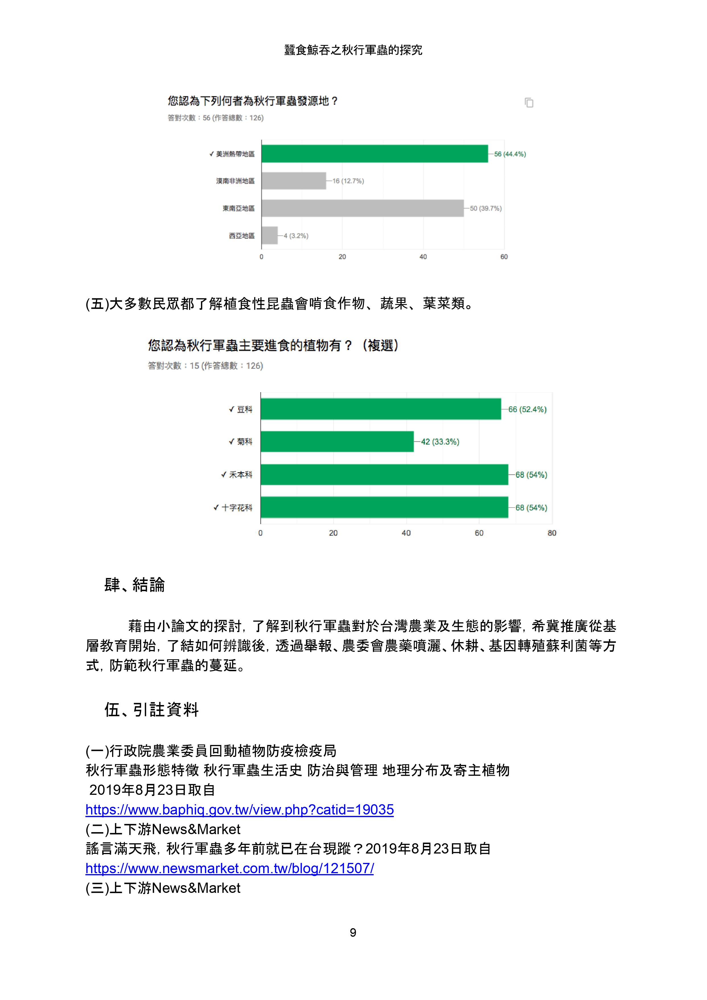 蠶食鯨吞之秋行軍蟲的探究
您認為下列何者為秋行軍蟲發源地？
答對次數：56 (作答總數：126)
✓ 美洲熱帶地區 56 (44.4%)
漠南非洲地區 16 (12.7%)
東南亞地區 50 (39.7%)
西亞地區 4 (3.2%)
0 20 40 60
(五)大多數民眾都了解植食性昆蟲會啃食作物、蔬果、葉菜類。
您認為秋行軍蟲主要進食的植物有？（複選）
答對次數：15 (作答總數：126)
✓ 豆科 66 (52.4%)
✓ 菊科 42 (33.3%)
✓ 禾本科 68 (54%)
✓ 十字花科 68 (54%)
0 20 40 60 80
肆、結論
藉由小論文的探討，了解到秋行軍蟲對於台灣農業及生態的影響，希冀推廣從基
層教育開始，了結如何辨識後，透過舉報、農委會農藥噴灑、休耕、基因轉殖蘇利菌等方
式，防範秋行軍蟲的蔓延。
伍、引註資料
(一)行政院農業委員回動植物防疫檢疫局
秋行軍蟲形態特徵 秋行軍蟲生活史 防治與管理 地理分布及寄主植物
2019年8月23日取自
https://www.baphiq.gov.tw/view.php?catid=19035
(二)上下游News&Market
謠言滿天飛，秋行軍蟲多年前就已在台現蹤？2019年8月23日取自
https://www.newsmarket.com.tw/blog/121507/
(三)上下游News&Market
9